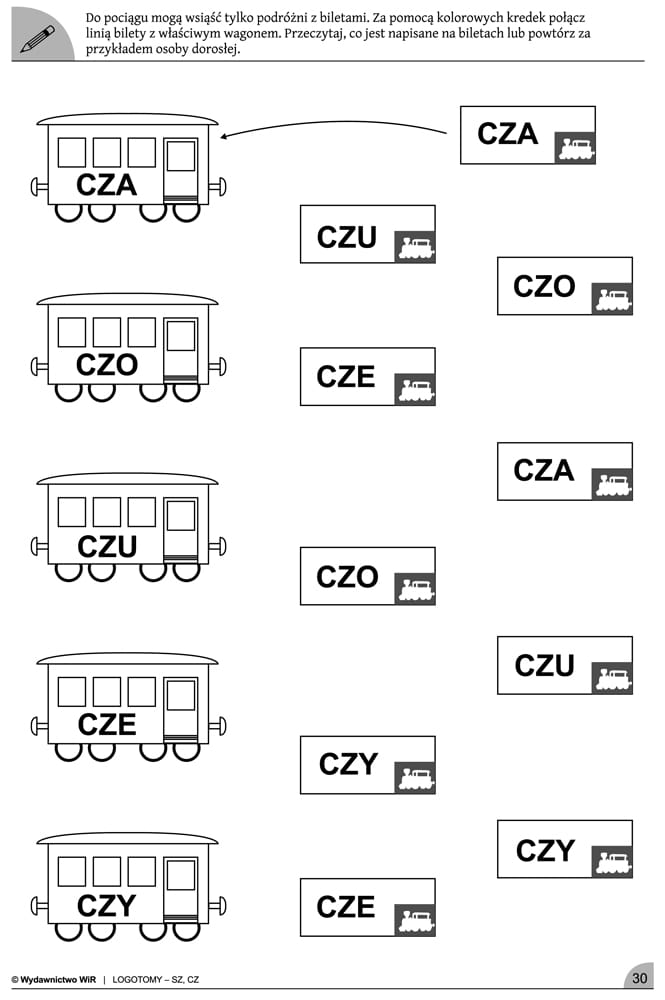 Do pociągu mogą wsiąść tylko podróżni z biletami. Za pomocą kolorowych kredek połącz
linią bilety z właściwym wagonem. Przeczytaj, co jest napisane na biletach lub powtórz za
przykładem osoby dorosłej.
CZA
CZA
CZU
CZO
CZO
CZE
CZA
CZU
CZO
CZU
CZE
CZY
CZY
CZY
CZE
© Wydawnictwo WiR | LOGOTOMY – SZ, CZ
30